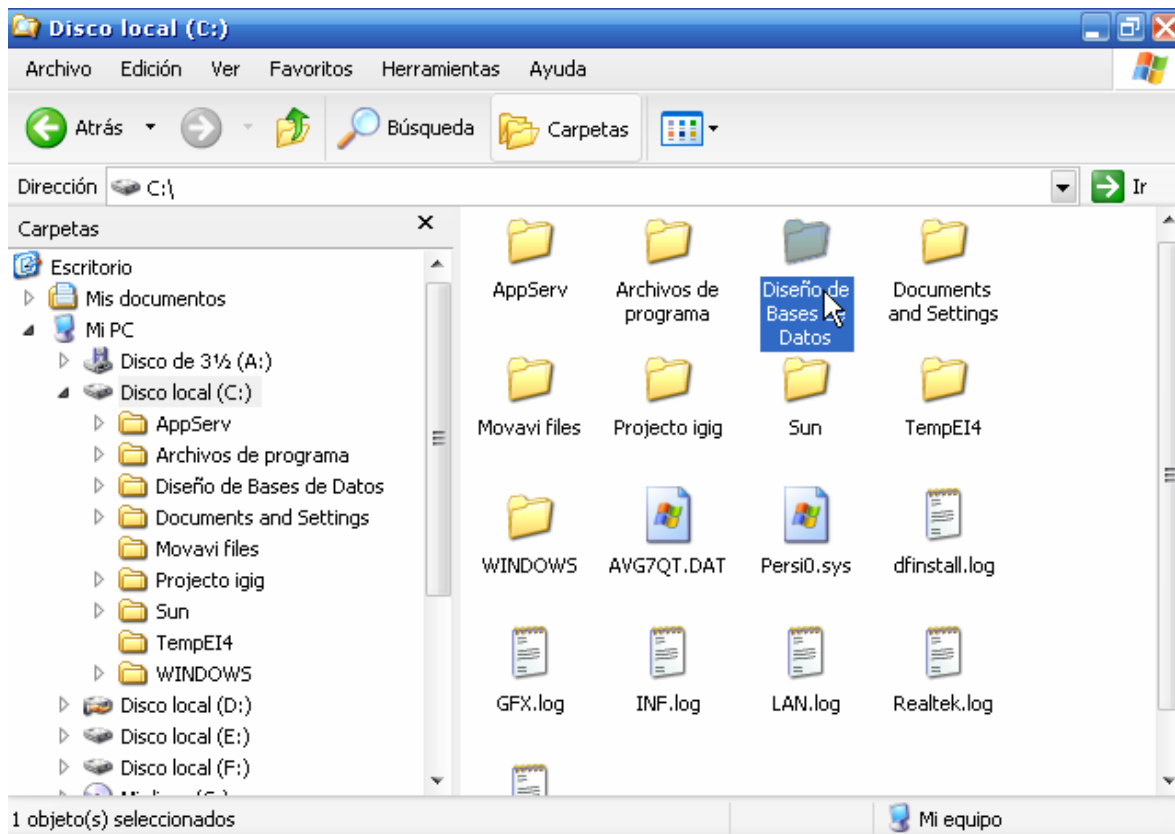 Disco local (C:)
Archivo Edición Ver Favoritos Herramientas Ayuda
Atrás Búsqueda Carpetas
Dirección C:\ Ir
Carpetas
Escritorio
Mis documentos
Mi PC
Disco de 3½ (A:)
Disco local (C:)
AppServ
Archivos de programa
Diseño de Bases de Datos
Documents and Settings
Movavi files
Projecto igig
Sun
TempEI4
WINDOWS
Disco local (D:)
Disco local (E:)
Disco local (F:)
AppServ
Archivos de
programa
Diseño de
Bases de
Datos
Documents
and Settings
Movavi files
Projecto igig
Sun
TempEI4
WINDOWS
AVG7QT.DAT
Persi0.sys
dfinstall.log
GFX.log
INF.log
LAN.log
Realtek.log
1 objeto(s) seleccionados
Mi equipo